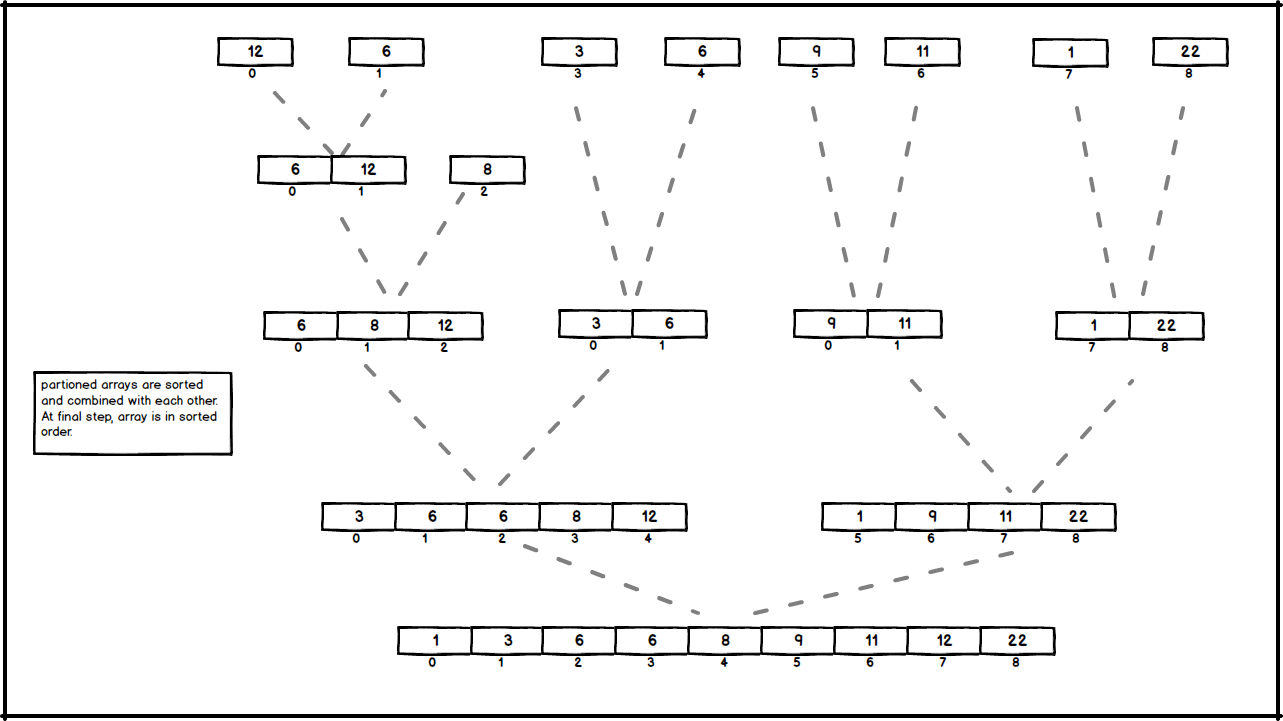 12 6 3 6 9 11 1 22
0 1 3 4 5 6 7 8
6 12 8
0 1 2
6 8 12 3 6 9 11 1 22
0 1 2 0 1 0 1 7 8
partioned arrays are sorted
and combined with each other.
At final step, array is in sorted
order.
3 6 6 8 12 1 9 11 22
0 1 2 3 4 5 6 7 8
1 3 6 6 8 9 11 12 22
0 1 2 3 4 5 6 7 8